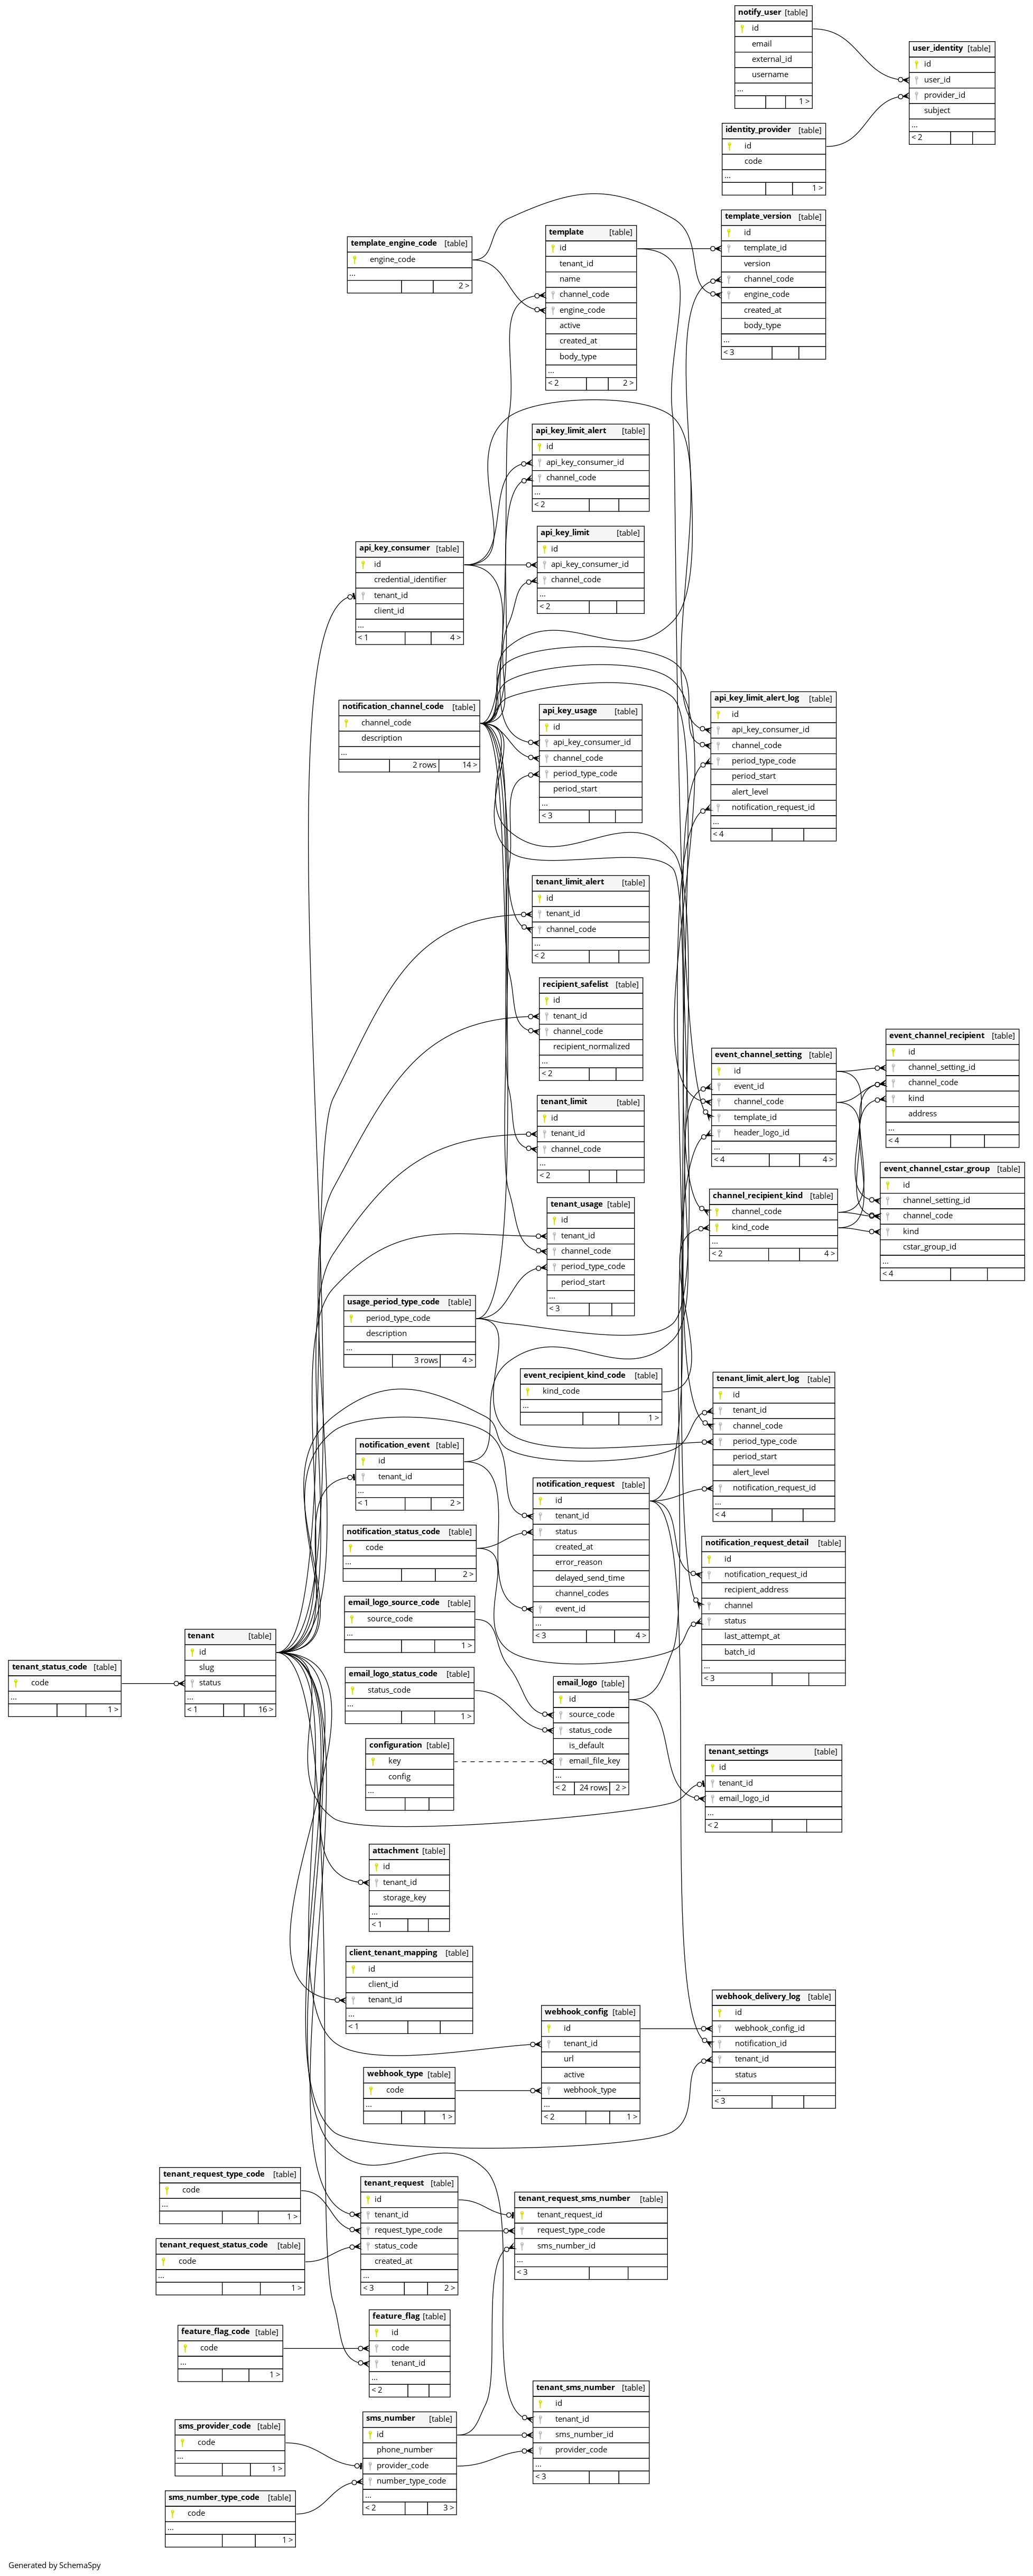 notify_user [table]
id
email
external_id
username
...
1 >
user_identity [table]
id
user_id
provider_id
subject
...
< 2
identity_provider [table]
id
code
...
1 >
template_version [table]
id
template_id
version
channel_code
engine_code
created_at
body_type
...
< 3
template [table]
id
tenant_id
name
channel_code
engine_code
active
created_at
body_type
...
< 2 2 >
template_engine_code [table]
engine_code
...
2 >
api_key_limit_alert [table]
id
api_key_consumer_id
channel_code
...
< 2
api_key_limit [table]
id
api_key_consumer_id
channel_code
...
< 2
api_key_consumer [table]
id
credential_identifier
tenant_id
client_id
...
< 1 4 >
notification_channel_code [table]
channel_code
description
...
2 rows 14 >
api_key_usage [table]
id
api_key_consumer_id
channel_code
period_type_code
period_start
...
< 3
api_key_limit_alert_log [table]
id
api_key_consumer_id
channel_code
period_type_code
period_start
alert_level
notification_request_id
...
< 4
tenant_limit_alert [table]
id
tenant_id
channel_code
...
< 2
recipient_safelist [table]
id
tenant_id
channel_code
recipient_normalized
...
< 2
event_channel_setting [table]
id
event_id
channel_code
template_id
header_logo_id
...
< 4 4 >
event_channel_recipient [table]
id
channel_setting_id
channel_code
kind
address
...
< 4
tenant_limit [table]
id
tenant_id
channel_code
...
< 2
event_channel_cstar_group [table]
id
channel_setting_id
channel_code
kind
cstar_group_id
...
< 4
channel_recipient_kind [table]
channel_code
kind_code
...
< 2 4 >
tenant_usage [table]
id
tenant_id
channel_code
period_type_code
period_start
...
< 3
usage_period_type_code [table]
period_type_code
description
...
3 rows 4 >
event_recipient_kind_code [table]
kind_code
...
1 >
tenant_limit_alert_log [table]
id
tenant_id
channel_code
period_type_code
period_start
alert_level
notification_request_id
...
< 4
notification_event [table]
id
tenant_id
...
< 1 2 >
notification_request [table]
id
tenant_id
status
created_at
error_reason
delayed_send_time
channel_codes
event_id
...
< 3 4 >
notification_status_code [table]
code
...
2 >
notification_request_detail [table]
id
notification_request_id
recipient_address
channel
status
last_attempt_at
batch_id
...
< 3
email_logo_source_code [table]
source_code
...
1 >
tenant [table]
id
slug
status
...
< 1 16 >
tenant_status_code [table]
code
...
1 >
email_logo_status_code [table]
status_code
...
1 >
email_logo [table]
id
source_code
status_code
is_default
email_file_key
...
< 2 24 rows 2 >
configuration [table]
key
config
...
tenant_settings [table]
id
tenant_id
email_logo_id
...
< 2
attachment [table]
id
tenant_id
storage_key
...
< 1
client_tenant_mapping [table]
id
client_id
tenant_id
...
< 1
webhook_config [table]
id
tenant_id
url
active
webhook_type
...
< 2 1 >
webhook_delivery_log [table]
id
webhook_config_id
notification_id
tenant_id
status
...
< 3
webhook_type [table]
code
...
1 >
tenant_request_type_code [table]
code
...
1 >
tenant_request [table]
id
tenant_id
request_type_code
status_code
created_at
...
< 3 2 >
tenant_request_sms_number [table]
tenant_request_id
request_type_code
sms_number_id
...
< 3
tenant_request_status_code [table]
code
...
1 >
feature_flag [table]
id
code
tenant_id
...
< 2
feature_flag_code [table]
code
...
1 >
tenant_sms_number [table]
id
tenant_id
sms_number_id
provider_code
...
< 3
sms_number [table]
id
phone_number
provider_code
number_type_code
...
< 2 3 >
sms_provider_code [table]
code
...
1 >
sms_number_type_code [table]
code
...
1 >
Generated by SchemaSpy